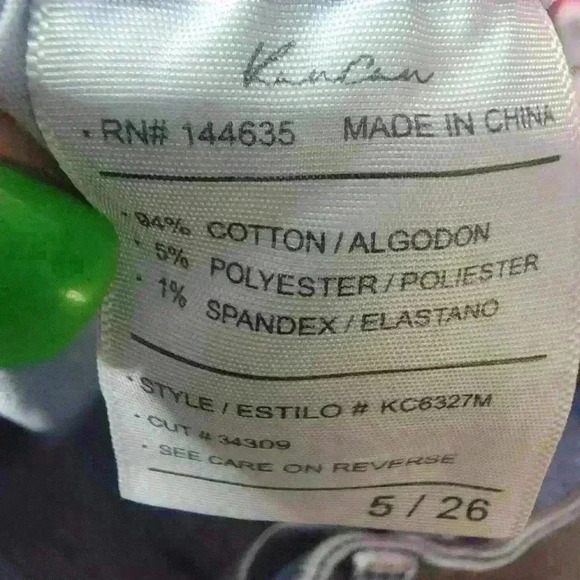 KanCan
• RN# 144635 MADE IN CHINA
• 94% COTTON / ALGODON
• 5% POLYESTER / POLIESTER
• 1% SPANDEX / ELASTANO
• STYLE / ESTILO # KC6327M
• CUT # 34309
• SEE CARE ON REVERSE
5 / 26